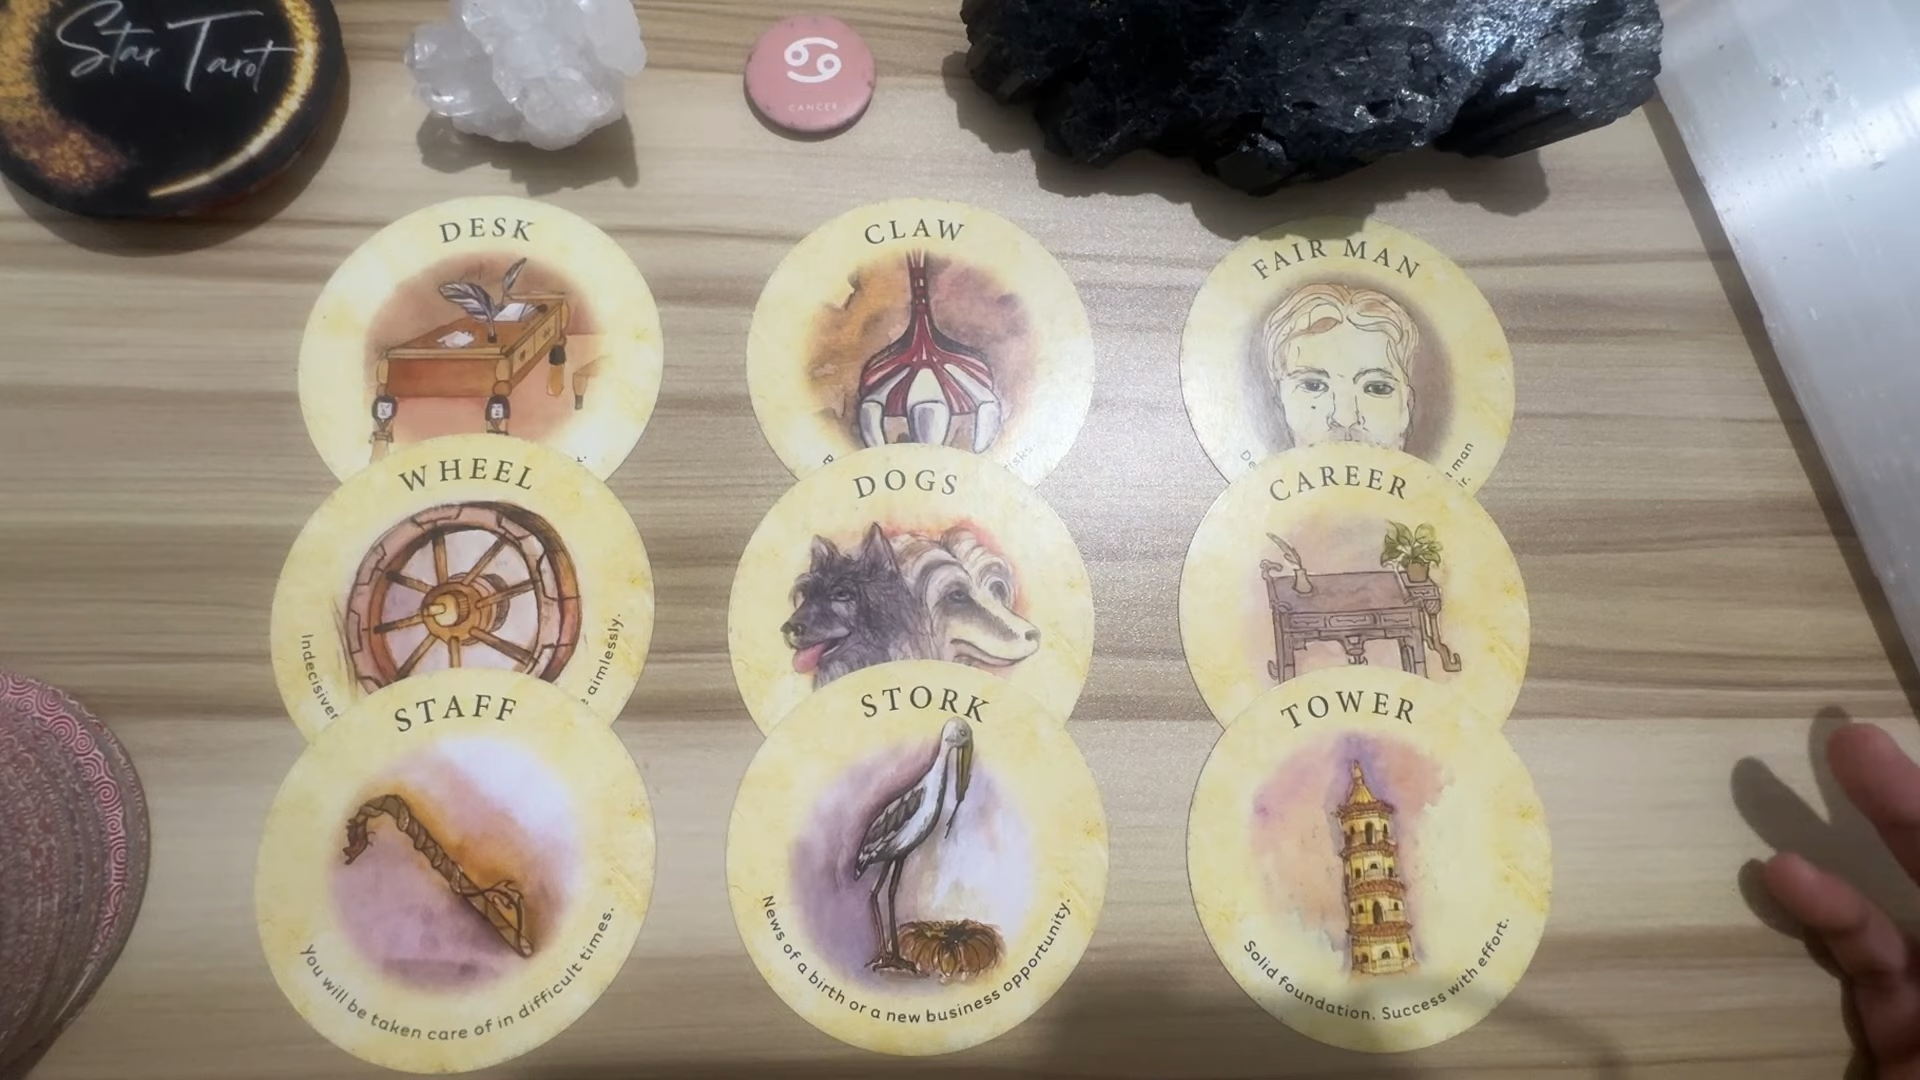 Star Tarot
CANCER
DESK
CLAW
FAIR MAN
man
WHEEL
aimlessly.
DOGS
CAREER
STAFF
You will be taken care of in difficult times.
STORK
News of a birth or a new business opportunity.
TOWER
Solid foundation. Success with effort.